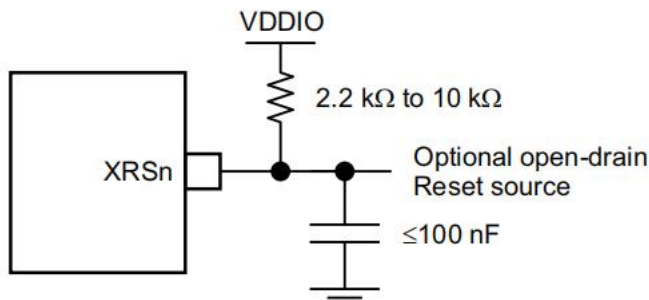 VDDIO
2.2 kΩ to 10 kΩ
XRSn
Optional open-drain
Reset source
≤100 nF